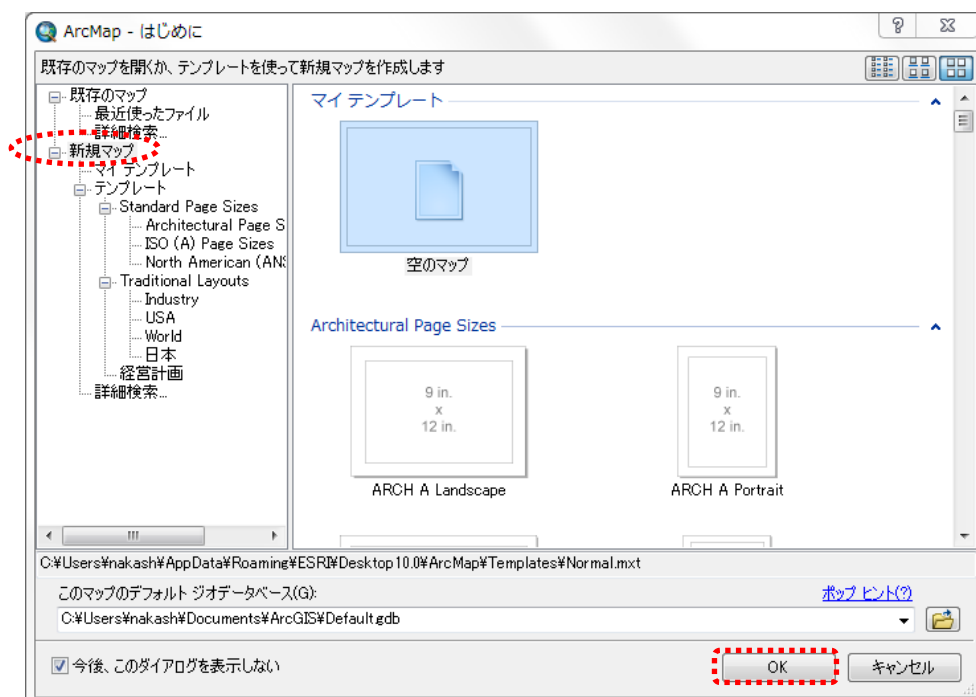 ArcMap - はじめに
既存のマップを開くか、テンプレートを使って新規マップを作成します
既存のマップ
最近使ったファイル
詳細検索...
新規マップ
マイ テンプレート
テンプレート
Standard Page Sizes
Architectural Page S
ISO (A) Page Sizes
North American (ANS
Traditional Layouts
Industry
USA
World
日本
経営計画
詳細検索...
マイ テンプレート
空のマップ
Architectural Page Sizes
9 in.
x
12 in.
ARCH A Landscape
9 in.
x
12 in.
ARCH A Portrait
C:¥Users¥nakash¥AppData¥Roaming¥ESRI¥Desktop10.0¥ArcMap¥Templates¥Normal.mxt
このマップのデフォルト ジオデータベース(G):
ポップ ヒント(?)
C:¥Users¥nakash¥Documents¥ArcGIS¥Default.gdb
今後、このダイアログを表示しない
OK
キャンセル